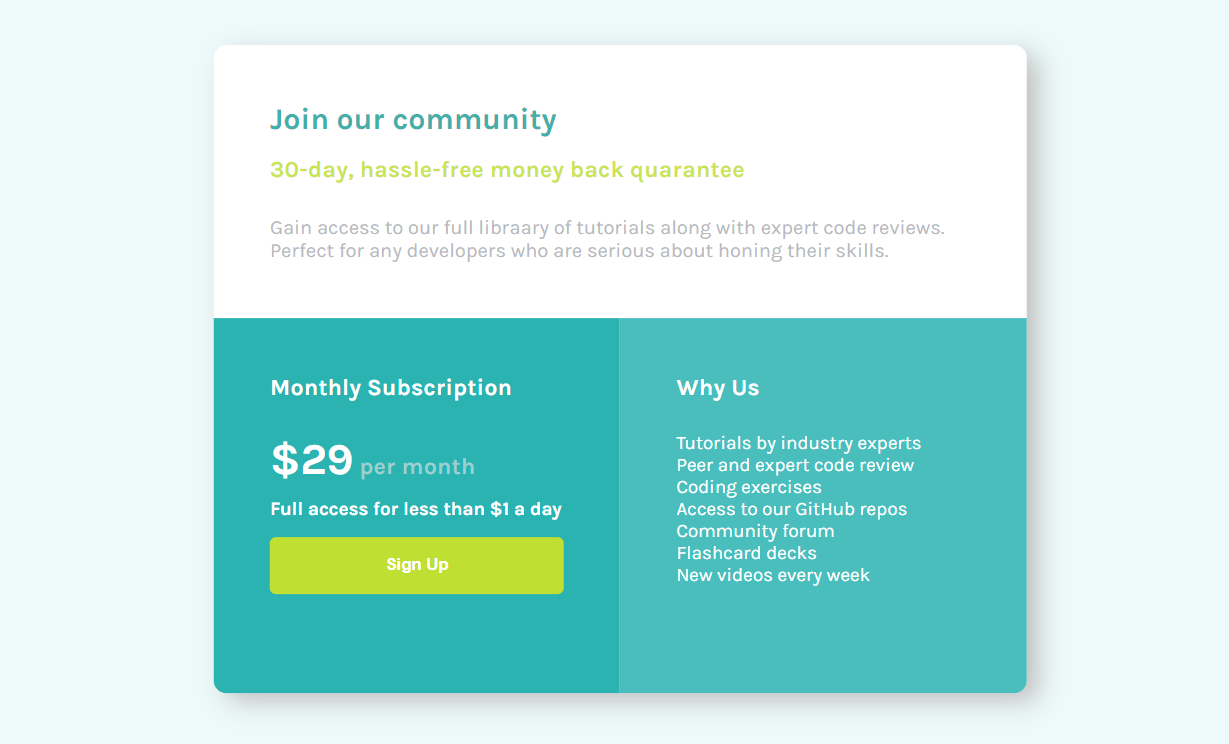 Join our community
30-day, hassle-free money back quarantee
Gain access to our full libraary of tutorials along with expert code reviews.
Perfect for any developers who are serious about honing their skills.
Monthly Subscription
$29 per month
Full access for less than $1 a day
Sign Up
Why Us
Tutorials by industry experts
Peer and expert code review
Coding exercises
Access to our GitHub repos
Community forum
Flashcard decks
New videos every week